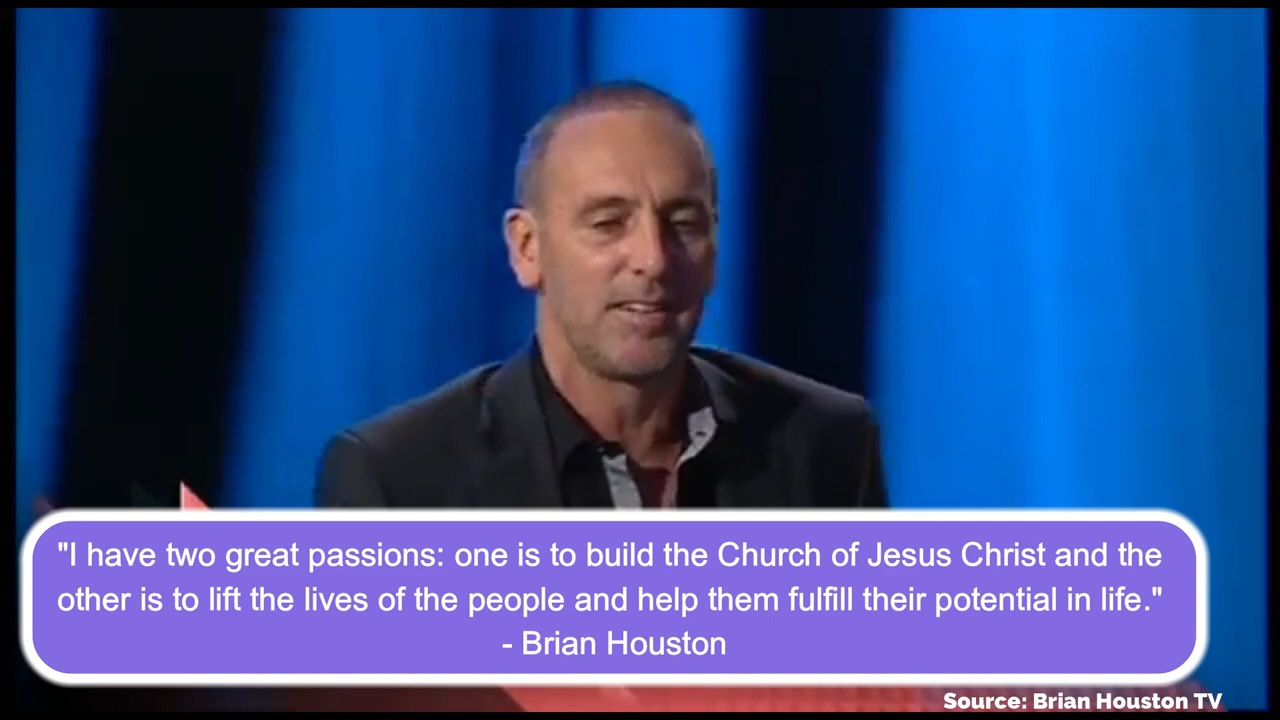 "I have two great passions: one is to build the Church of Jesus Christ and the
other is to lift the lives of the people and help them fulfill their potential in life."
- Brian Houston
Source: Brian Houston TV